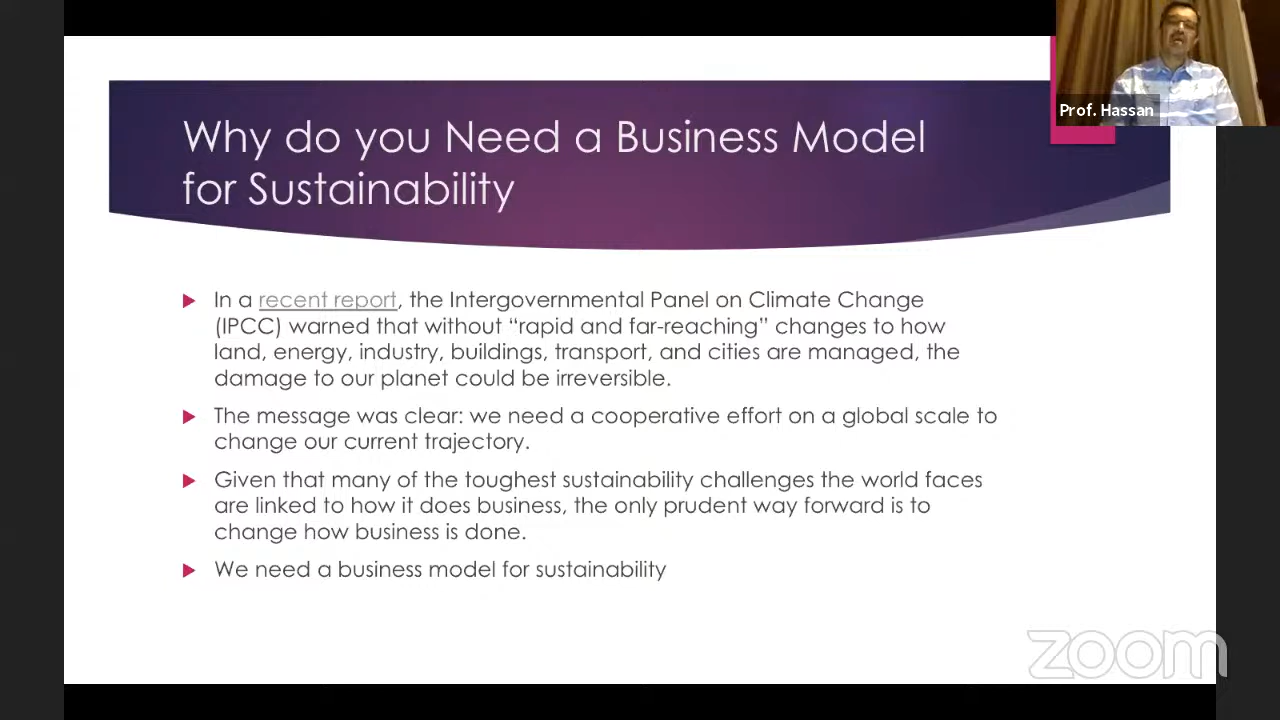 Prof. Hassan
Why do you Need a Business Model
for Sustainability
In a recent report, the Intergovernmental Panel on Climate Change
(IPCC) warned that without “rapid and far-reaching” changes to how
land, energy, industry, buildings, transport, and cities are managed, the
damage to our planet could be irreversible.
The message was clear: we need a cooperative effort on a global scale to
change our current trajectory.
Given that many of the toughest sustainability challenges the world faces
are linked to how it does business, the only prudent way forward is to
change how business is done.
We need a business model for sustainability
zoom